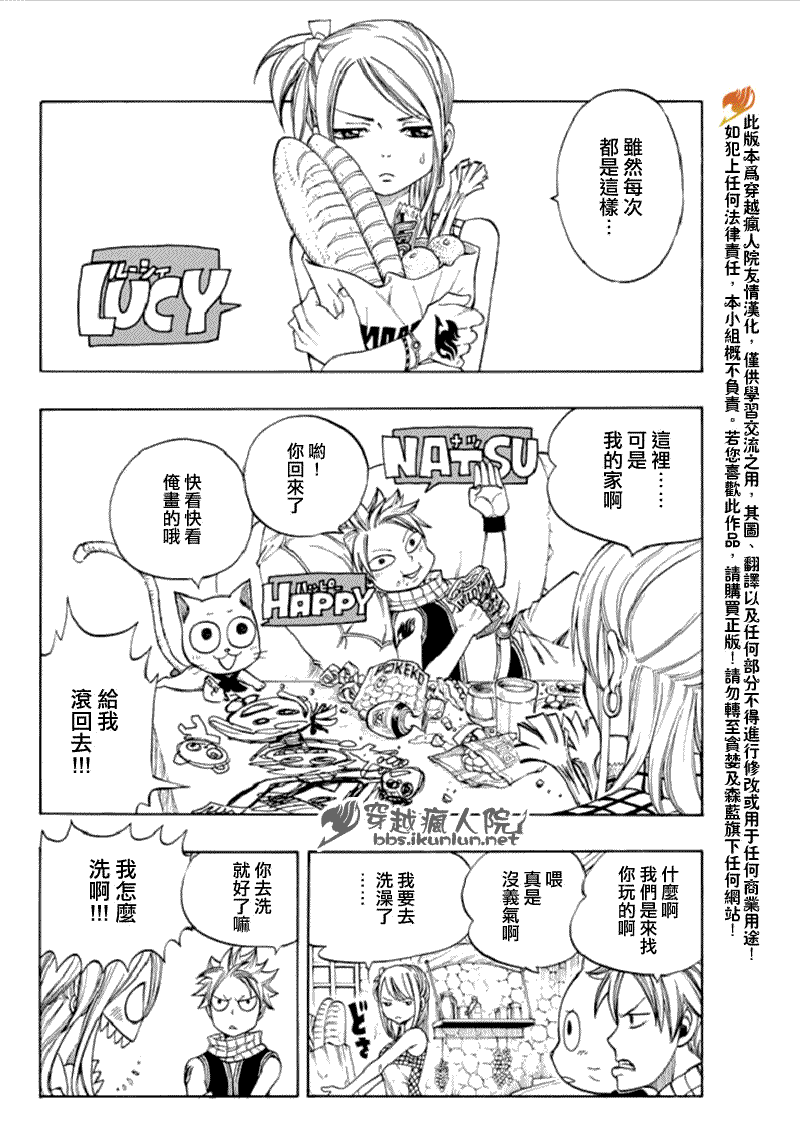 雖然每次
都是這樣…
ルーシィ
LUCY
這裡……
可是
我的家啊
ナツ
NATSU
喲！
你回來了
快看快看
俺畫的哦
ハッピー
HAPPY
POKEKO
給我
滾回去!!!
穿越瘋人院
bbs.ikunlun.net
什麼啊
我們是來找
你玩的啊
喂
真是
沒義氣啊
我要去
洗澡了
……
どさ
你去洗
就好了嘛
我怎麼
洗啊!!!
此版本爲穿越瘋人院友情漢化，僅供學習交流之用，其圖、翻譯以及任何部分不得進行修改或用于任何商業用途！
如犯上任何法律責任，本小組概不負責。若您喜歡此作品，請購買正版！請勿轉至貪婪及森藍旗下任何網站！